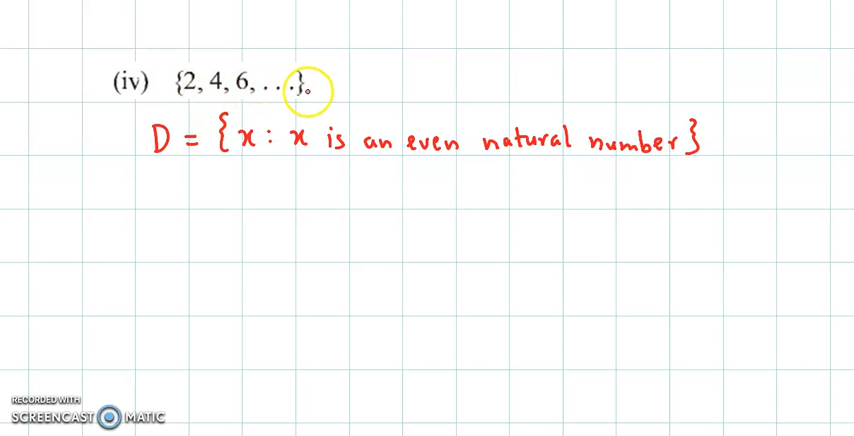 (iv) {2, 4, 6, . . .}
D = { x : x is an even natural number }
RECORDED WITH
SCREENCAST MATIC